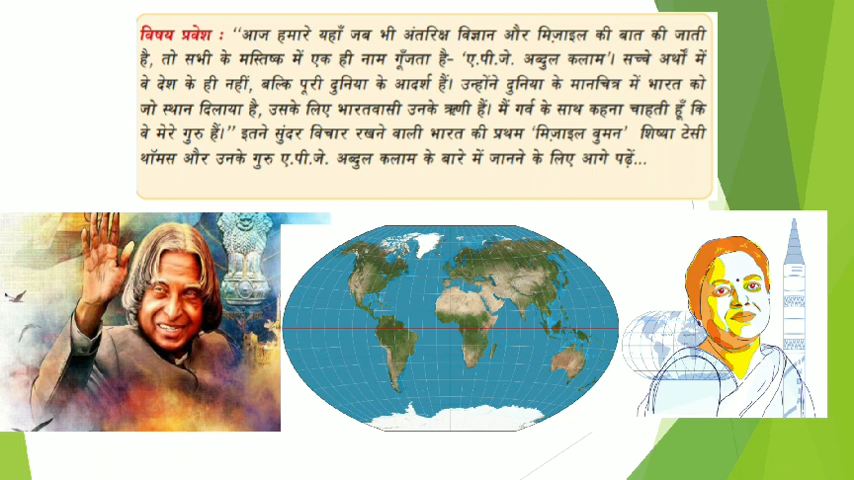 विषय प्रवेश : ‘‘आज हमारे यहाँ जब भी अंतरिक्ष विज्ञान और मिज़ाइल की बात की जाती
है, तो सभी के मस्तिष्क में एक ही नाम गूँजता है- ‘ए.पी.जे. अब्दुल कलाम’। सच्चे अर्थों में
वे देश के ही नहीं, बल्कि पूरी दुनिया के आदर्श हैं। उन्होंने दुनिया के मानचित्र में भारत को
जो स्थान दिलाया है, उसके लिए भारतवासी उनके ऋणी हैं। मैं गर्व के साथ कहना चाहती हूँ कि
वे मेरे गुरु हैं।’’ इतने सुंदर विचार रखने वाली भारत की प्रथम ‘मिज़ाइल वुमन’ शिष्या टेसी
थॉमस और उनके गुरु ए.पी.जे. अब्दुल कलाम के बारे में जानने के लिए आगे पढ़ें...